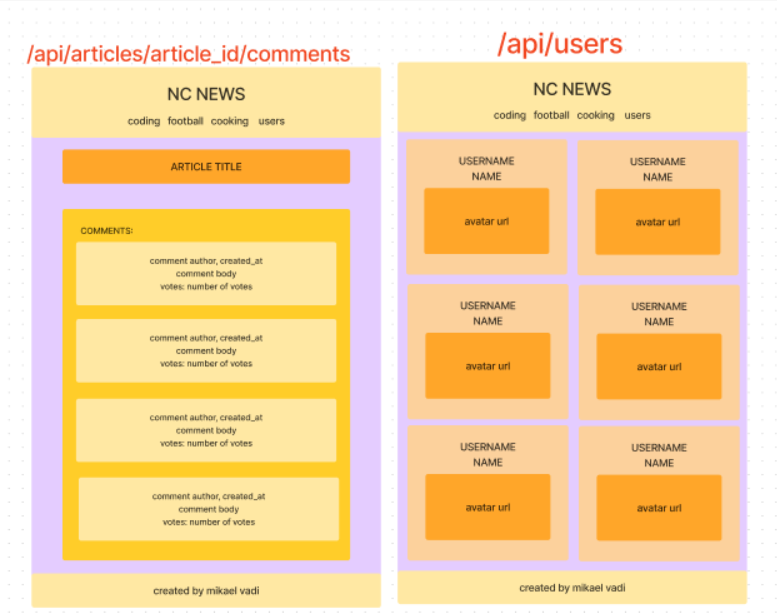 /api/articles/article_id/comments
NC NEWS
coding football cooking users
ARTICLE TITLE
COMMENTS:
comment author, created_at
comment body
votes: number of votes
comment author, created_at
comment body
votes: number of votes
comment author, created_at
comment body
votes: number of votes
comment author, created_at
comment body
votes: number of votes
created by mikael vadi
/api/users
NC NEWS
coding football cooking users
USERNAME
NAME
avatar url
USERNAME
NAME
avatar url
USERNAME
NAME
avatar url
USERNAME
NAME
avatar url
USERNAME
NAME
avatar url
USERNAME
NAME
avatar url
created by mikael vadi